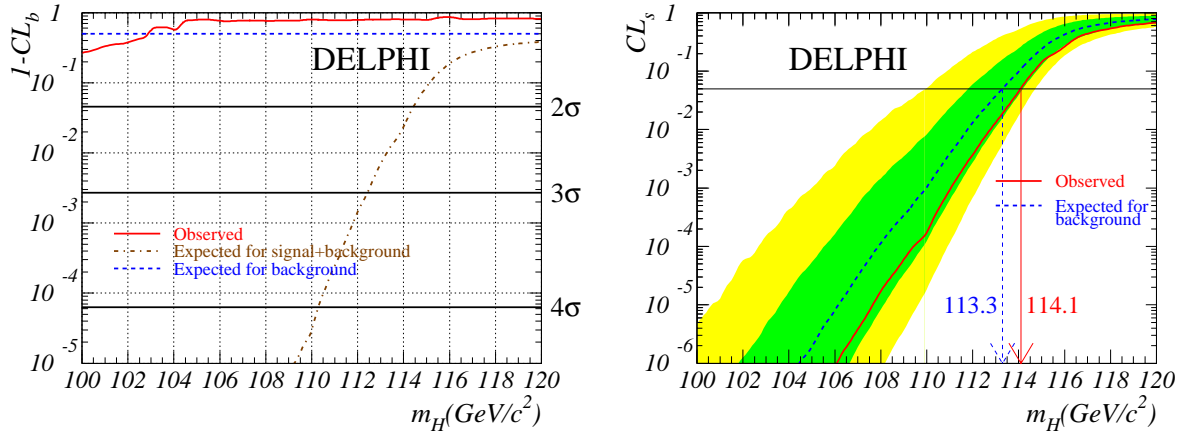 1-CL_b
1
10^-1
10^-2
10^-3
10^-4
10^-5
DELPHI
2σ
3σ
4σ
Observed
Expected for signal+background
Expected for background
100 102 104 106 108 110 112 114 116 118 120
m_H(GeV/c^2)
CL_s
1
10^-1
10^-2
10^-3
10^-4
10^-5
10^-6
DELPHI
Observed
Expected for
background
113.3
114.1
100 102 104 106 108 110 112 114 116 118 120
m_H(GeV/c^2)